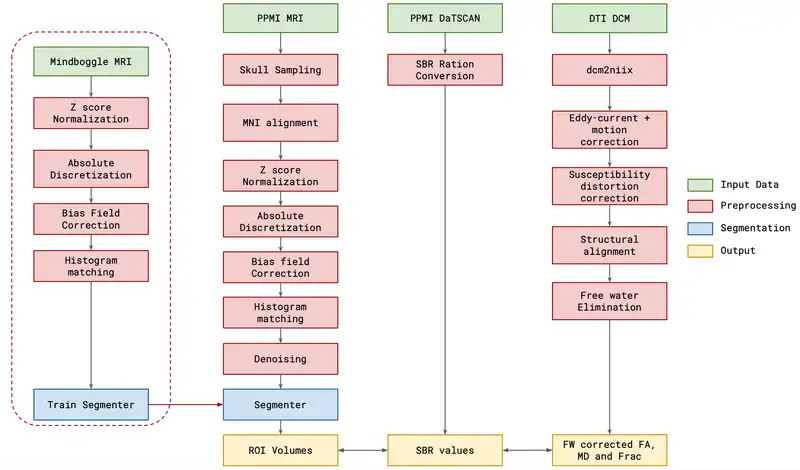 PPMI MRI
PPMI DaTSCAN
DTI DCM
Mindboggle MRI
Z score
Normalization
Absolute
Discretization
Bias Field
Correction
Histogram
matching
Train Segmenter
Skull Sampling
MNI alignment
Z score
Normalization
Absolute
Discretization
Bias field
Correction
Histogram
matching
Denoising
Segmenter
ROI Volumes
SBR Ration
Conversion
SBR values
dcm2niix
Eddy-current +
motion
correction
Susceptibility
distortion
correction
Structural
alignment
Free water
Elimination
FW corrected FA,
MD and Frac
Input Data
Preprocessing
Segmentation
Output